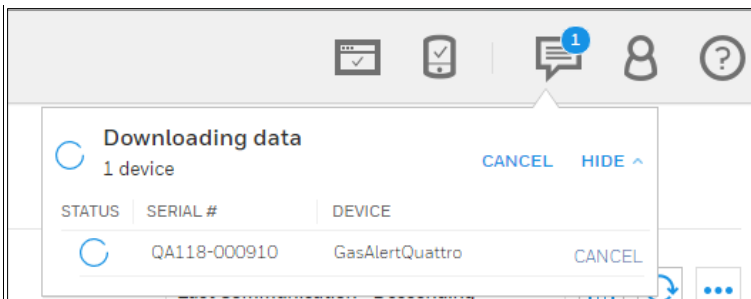 1
Downloading data
1 device
CANCEL HIDE
STATUS SERIAL # DEVICE
QA118-000910 GasAlertQuattro CANCEL